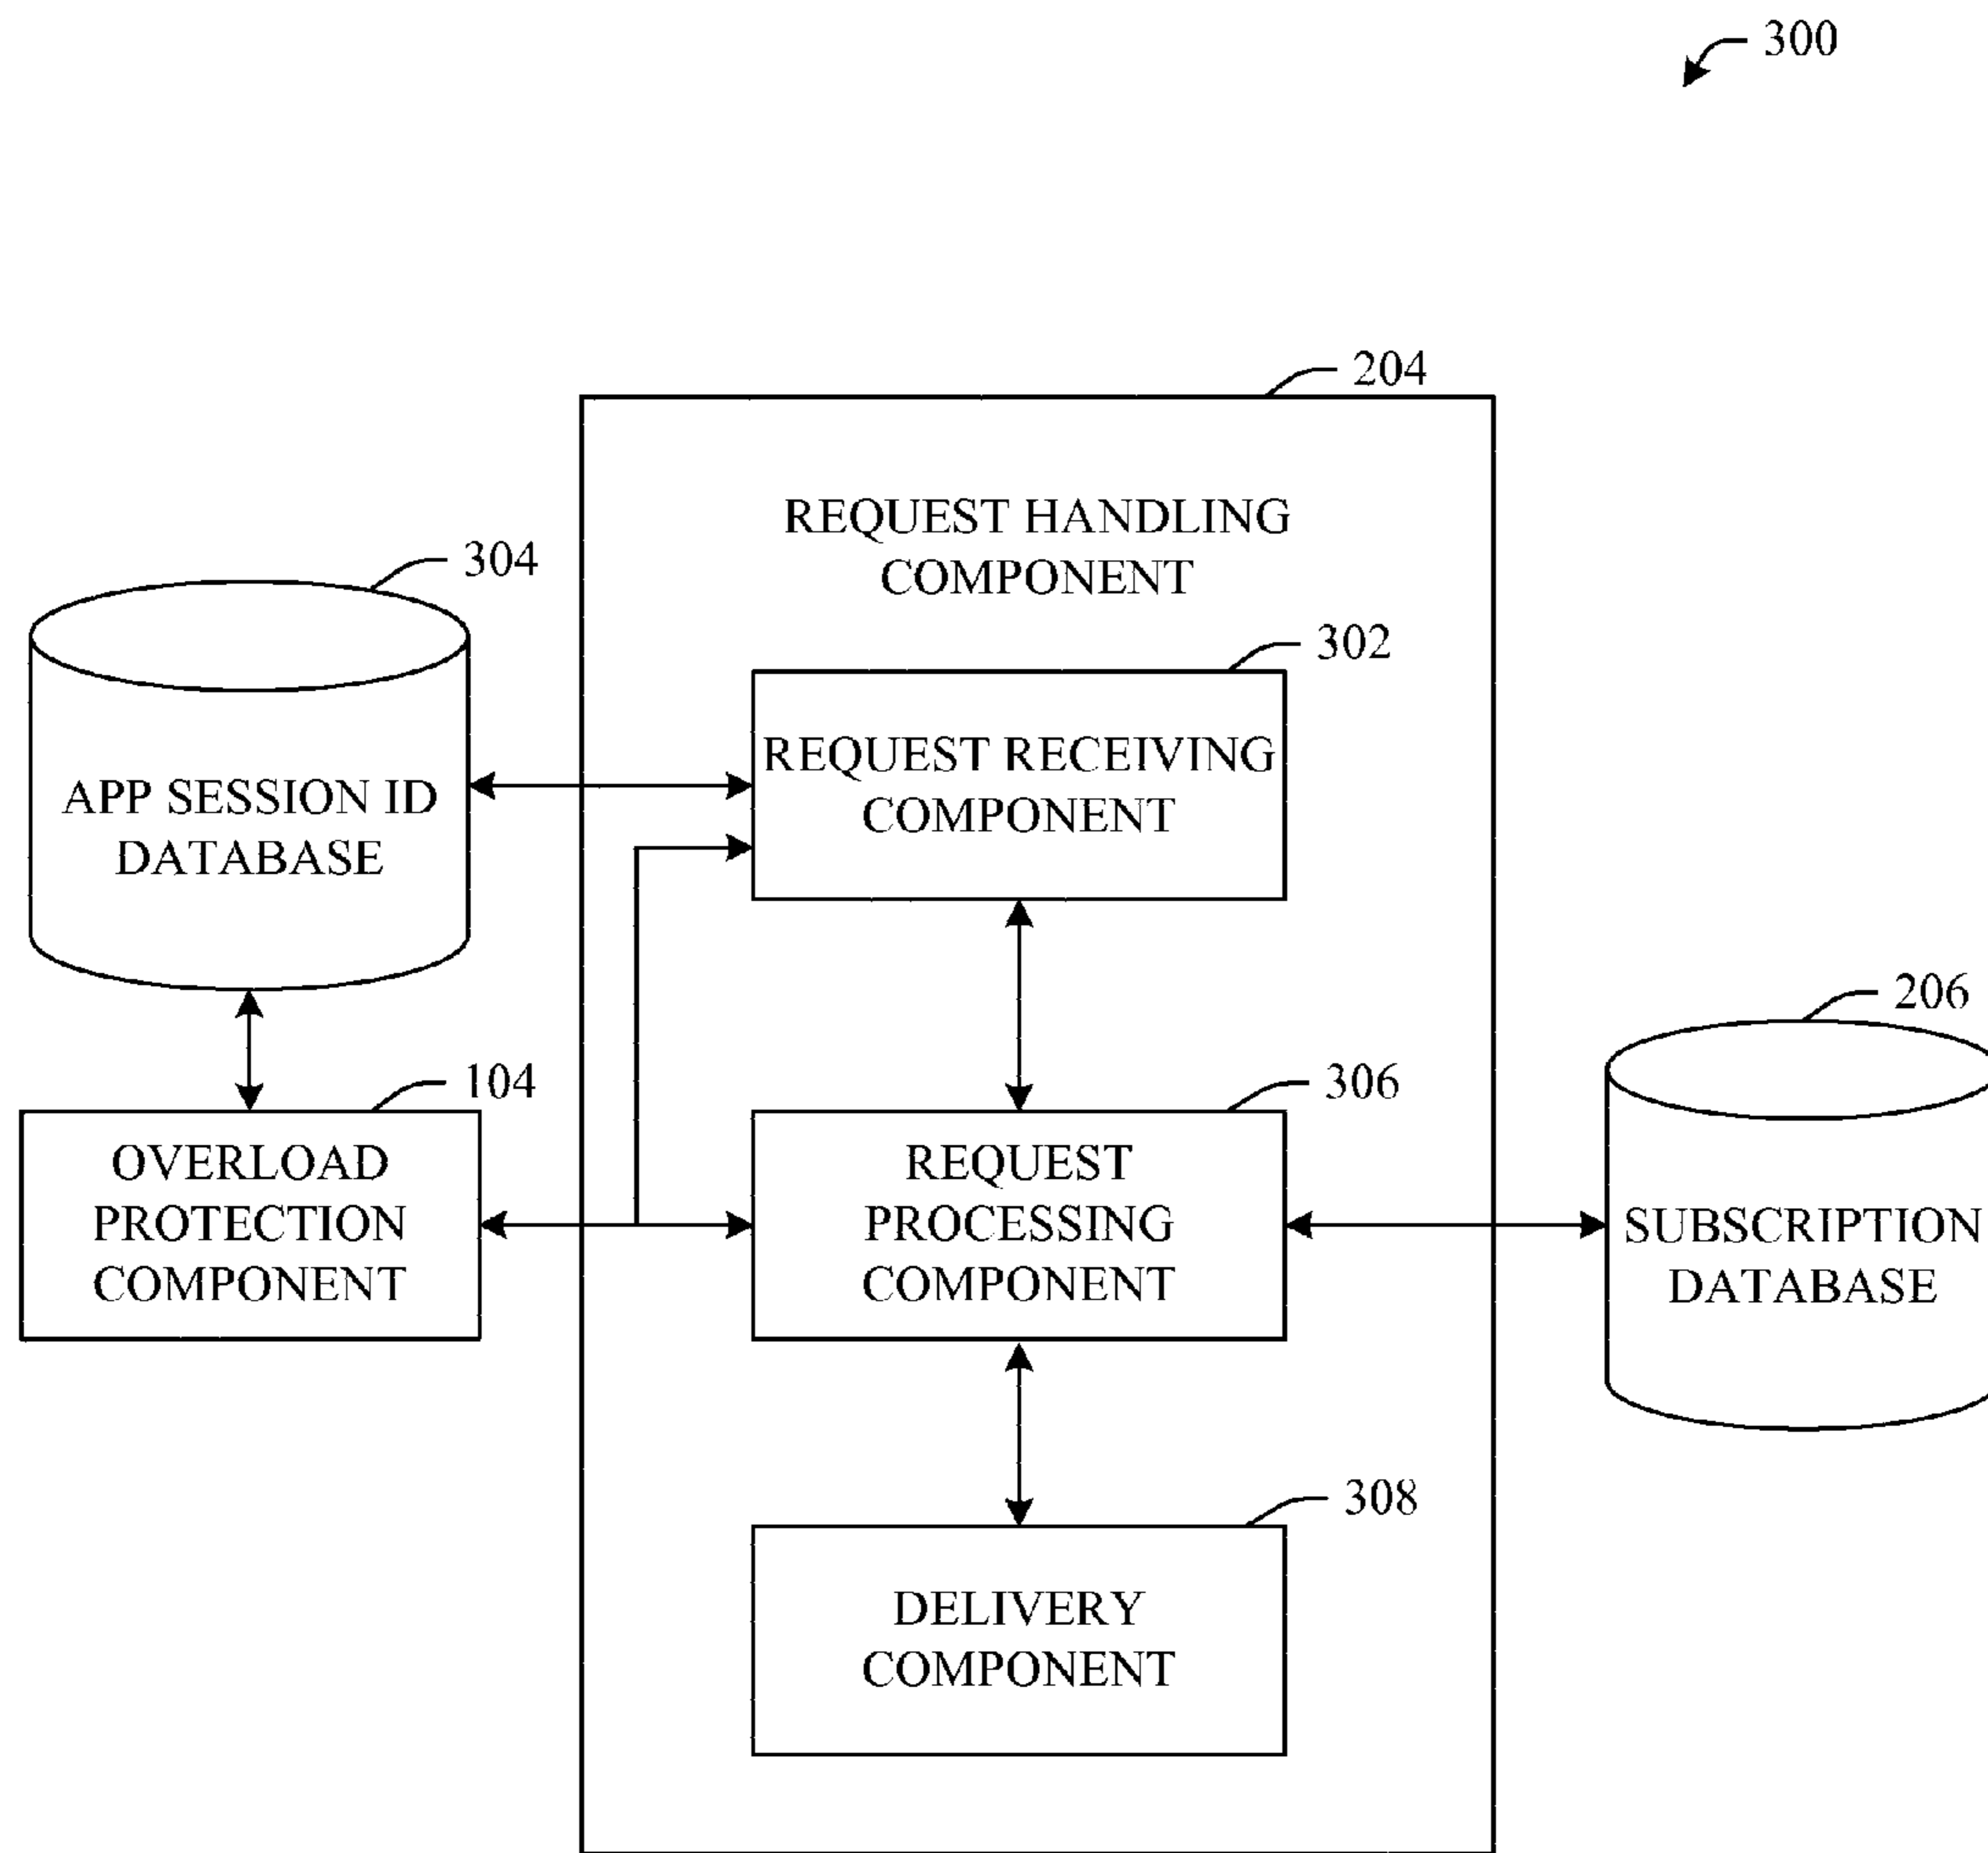 300
204
REQUEST HANDLING
COMPONENT
304
302
APP SESSION ID
DATABASE
REQUEST RECEIVING
COMPONENT
206
104
306
OVERLOAD
PROTECTION
COMPONENT
REQUEST
PROCESSING
COMPONENT
SUBSCRIPTION
DATABASE
308
DELIVERY
COMPONENT